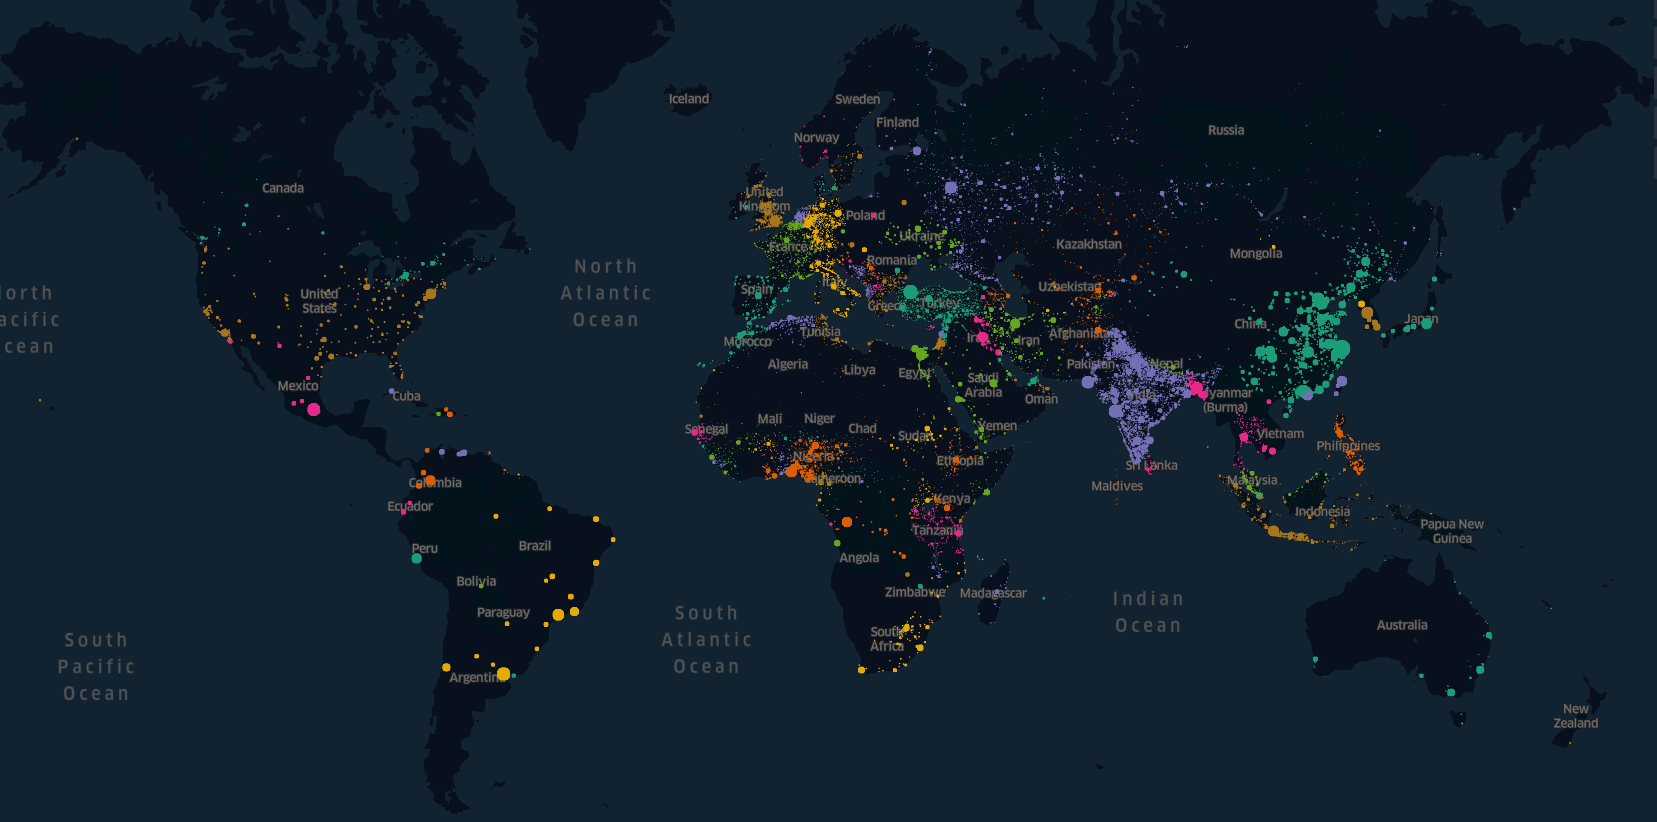 Iceland
Sweden
Finland
Norway
Russia
Canada
United
Kingdom
Poland
Ukraine
France
Kazakhstan
Mongolia
Romania
North
Atlantic
Ocean
orth
acific
cean
United
States
Spain
Italy
Uzbekistan
Greece
Turkey
China
Japan
Tunisia
Morocco
Afghanistan
Iran
Algeria
Libya
Egypt
Pakistan
Nepal
Saudi
Arabia
Mexico
Cuba
Oman
India
Myanmar
(Burma)
Mali
Niger
Chad
Sudan
Yemen
Senegal
Vietnam
Philippines
Nigeria
Ethiopia
Sri Lanka
Cameroon
Colombia
Maldives
Malaysia
Ecuador
Kenya
Indonesia
Tanzania
Papua New
Guinea
Peru
Brazil
Angola
Bolivia
Zimbabwe
Madagascar
Paraguay
South
Atlantic
Ocean
Indian
Ocean
South
Africa
Australia
South
Pacific
Ocean
Argentina
New
Zealand